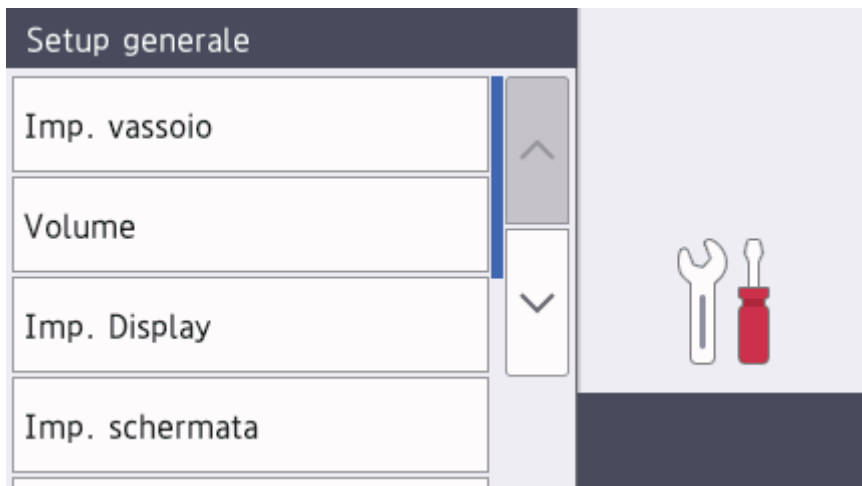 Setup generale
Imp. vassoio
Volume
Imp. Display
Imp. schermata